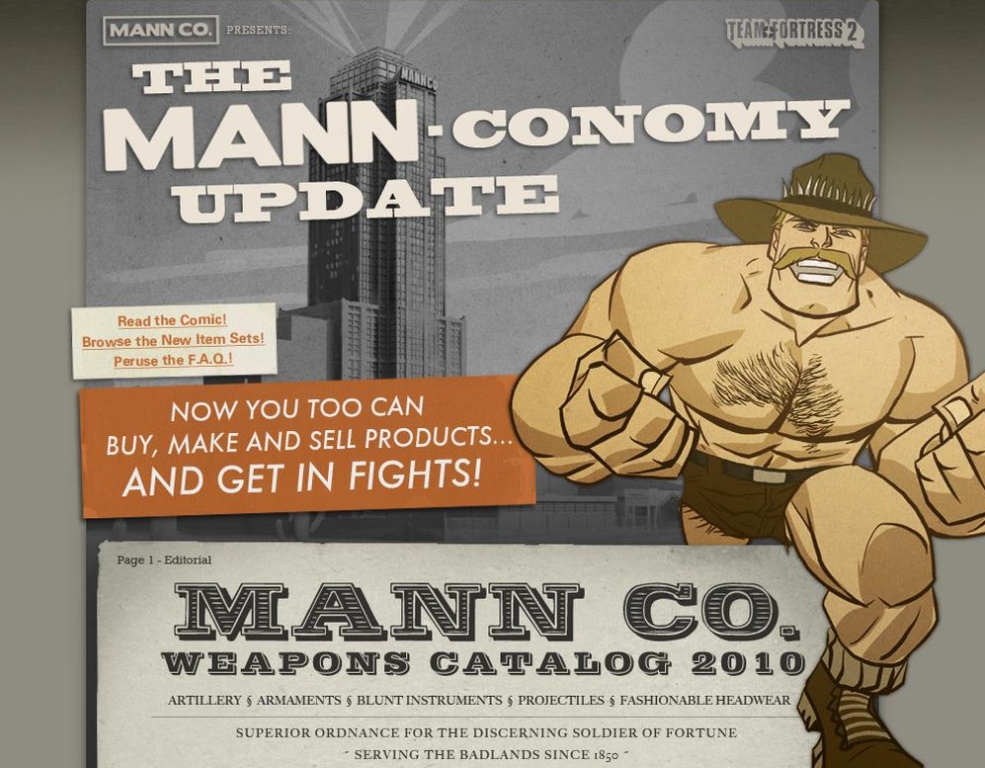 MANN CO. PRESENTS:
TEAM FORTRESS 2
MANNCO
THE
MANN-CONOMY
UPDATE
Read the Comic!
Browse the New Item Sets!
Peruse the F.A.Q.!
NOW YOU TOO CAN
BUY, MAKE AND SELL PRODUCTS...
AND GET IN FIGHTS!
Page 1 - Editorial
MANN CO.
WEAPONS CATALOG 2010
ARTILLERY § ARMAMENTS § BLUNT INSTRUMENTS § PROJECTILES § FASHIONABLE HEADWEAR
SUPERIOR ORDNANCE FOR THE DISCERNING SOLDIER OF FORTUNE
~ SERVING THE BADLANDS SINCE 1850 ~